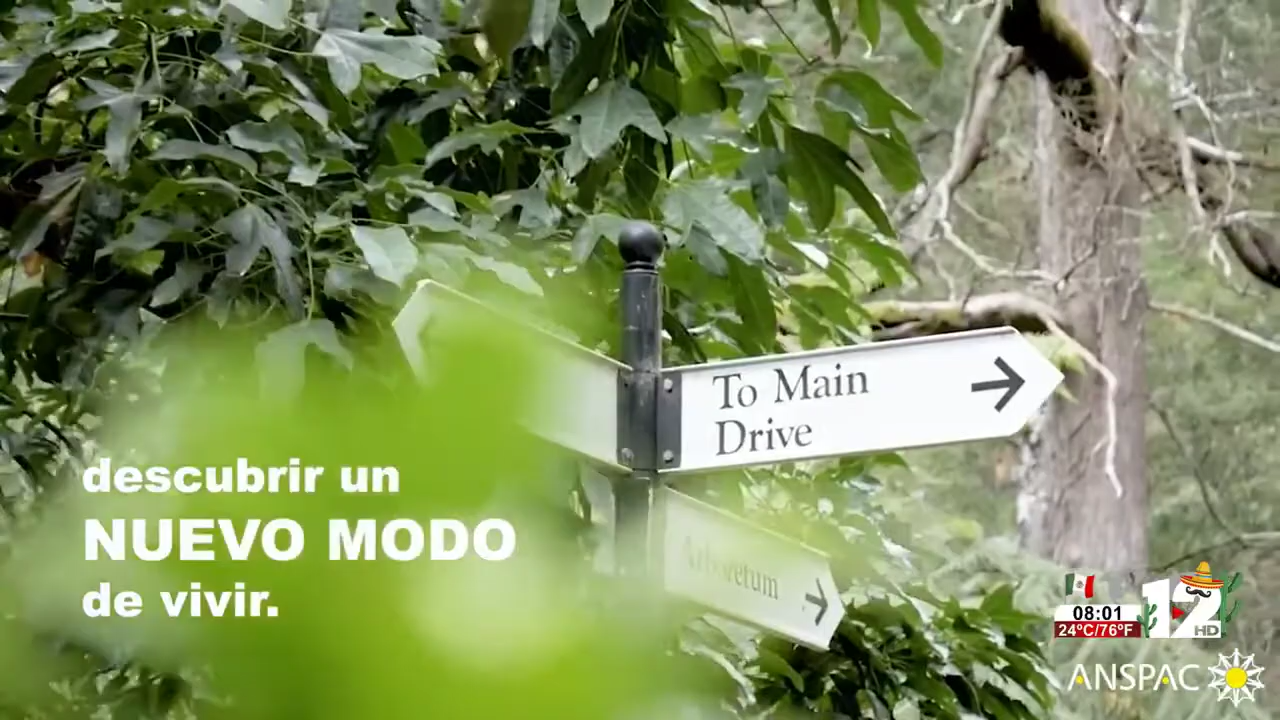 To Main
Drive
Arboretum
descubrir un
NUEVO MODO
de vivir.
08:01
24°C/76°F
12
HD
ANSPAC